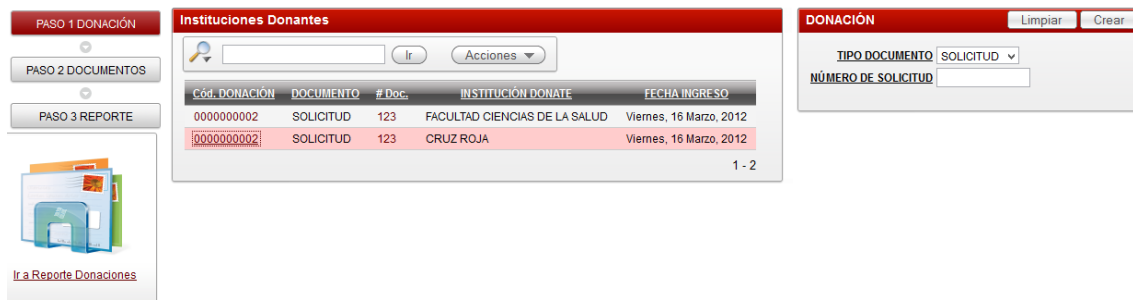 PASO 1 DONACIÓN
PASO 2 DOCUMENTOS
PASO 3 REPORTE
Ir a Reporte Donaciones
Instituciones Donantes
Ir Acciones
Cód. DONACIÓN DOCUMENTO # Doc. INSTITUCIÓN DONATE FECHA INGRESO
0000000002 SOLICITUD 123 FACULTAD CIENCIAS DE LA SALUD Viernes, 16 Marzo, 2012
0000000002 SOLICITUD 123 CRUZ ROJA Viernes, 16 Marzo, 2012
1 - 2
DONACIÓN Limpiar Crear
TIPO DOCUMENTO SOLICITUD
NÚMERO DE SOLICITUD